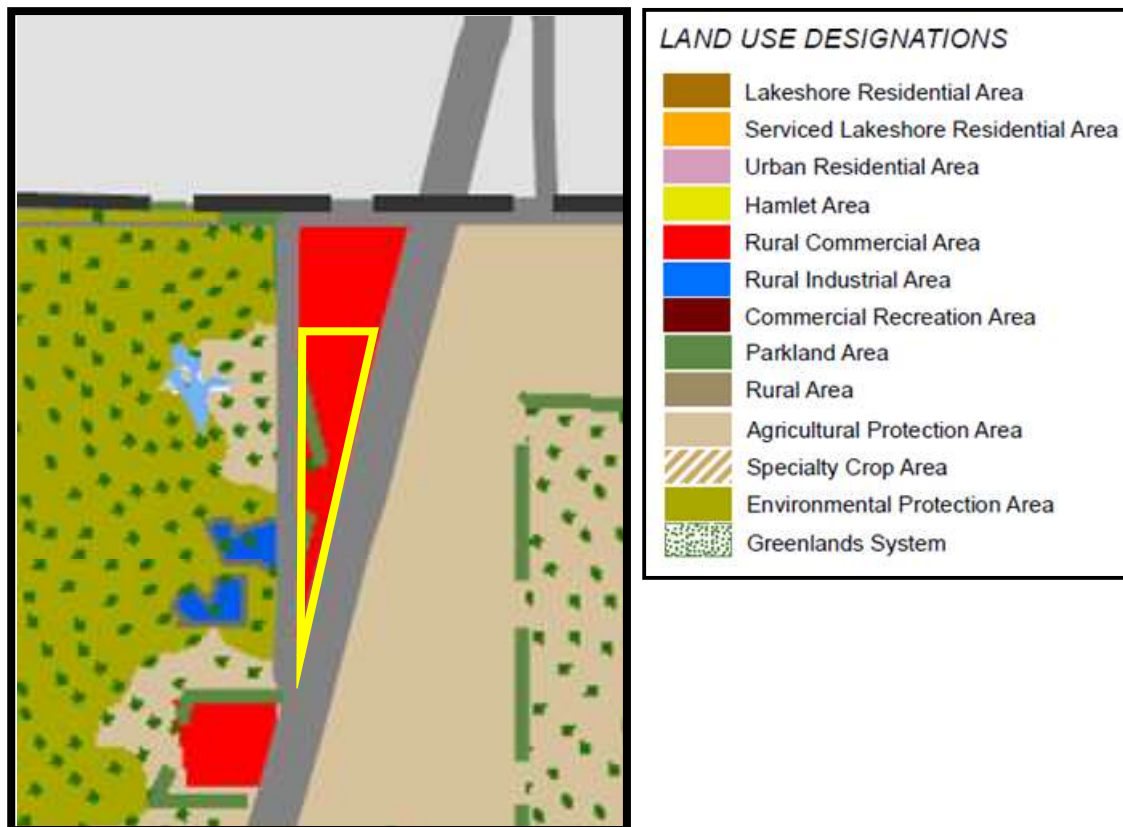 LAND USE DESIGNATIONS
Lakeshore Residential Area
Serviced Lakeshore Residential Area
Urban Residential Area
Hamlet Area
Rural Commercial Area
Rural Industrial Area
Commercial Recreation Area
Parkland Area
Rural Area
Agricultural Protection Area
Specialty Crop Area
Environmental Protection Area
Greenlands System